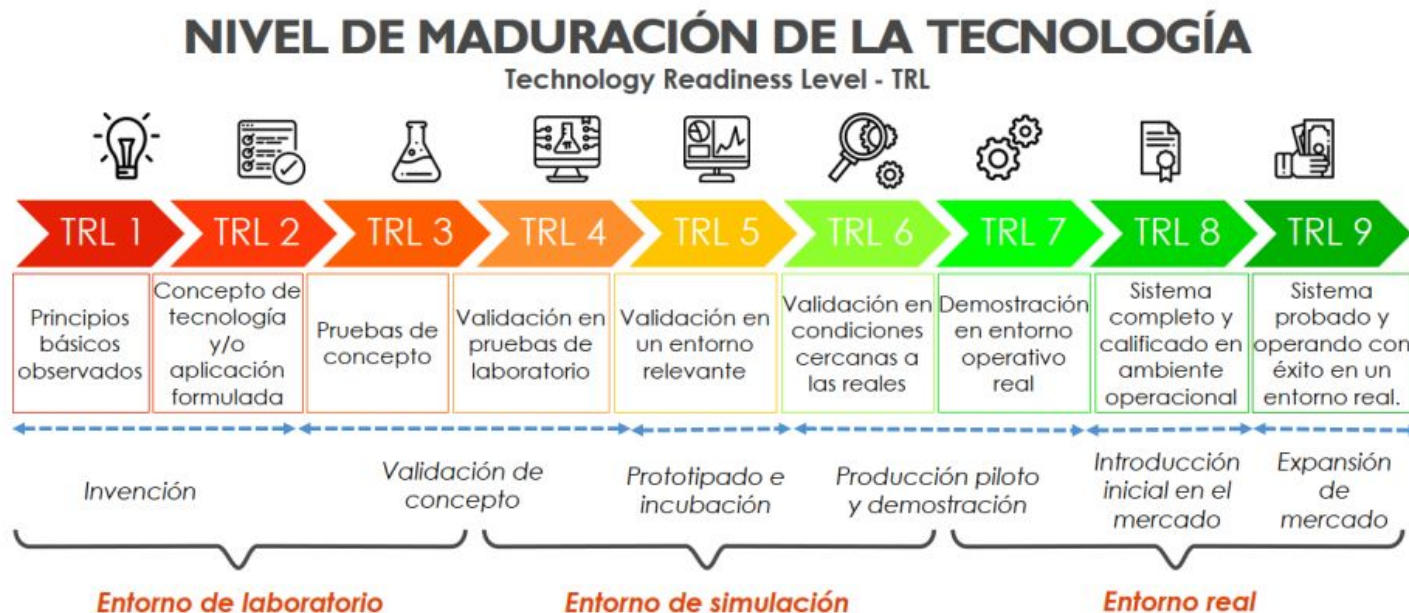 NIVEL DE MADURACIÓN DE LA TECNOLOGÍA
Technology Readiness Level - TRL
TRL 1
TRL 2
TRL 3
TRL 4
TRL 5
TRL 6
TRL 7
TRL 8
TRL 9
Principios
básicos
observados
Concepto de
tecnología
y/o
aplicación
formulada
Pruebas de
concepto
Validación en
pruebas de
laboratorio
Validación en
un entorno
relevante
Validación en
condiciones
cercanas a
las reales
Demostración
en entorno
operativo
real
Sistema
completo y
calificado en
ambiente
operacional
Sistema
probado y
operando con
éxito en un
entorno real.
Invención
Validación de
concepto
Prototipado e
incubación
Producción piloto
y demostración
Introducción
inicial en el
mercado
Expansión
de
mercado
Entorno de laboratorio
Entorno de simulación
Entorno real